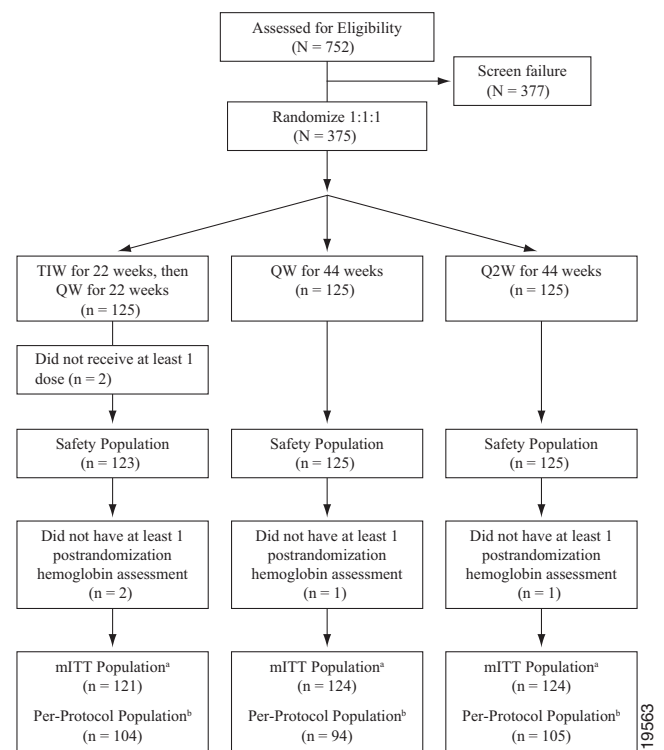 Assessed for Eligibility
(N = 752)
Screen failure
(N = 377)
Randomize 1:1:1
(N = 375)
TIW for 22 weeks, then
QW for 22 weeks
(n = 125)
QW for 44 weeks
(n = 125)
Q2W for 44 weeks
(n = 125)
Did not receive at least 1
dose (n = 2)
Safety Population
(n = 123)
Safety Population
(n = 125)
Safety Population
(n = 125)
Did not have at least 1
postrandomization
hemoglobin assessment
(n = 2)
Did not have at least 1
postrandomization
hemoglobin assessment
(n = 1)
Did not have at least 1
postrandomization
hemoglobin assessment
(n = 1)
mITT Populationᵃ
(n = 121)
Per-Protocol Populationᵇ
(n = 104)
mITT Populationᵃ
(n = 124)
Per-Protocol Populationᵇ
(n = 94)
mITT Populationᵃ
(n = 124)
Per-Protocol Populationᵇ
(n = 105)
19563